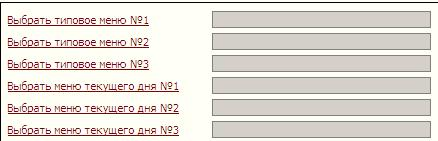 Выбрать типовое меню №1
Выбрать типовое меню №2
Выбрать типовое меню №3
Выбрать меню текущего дня №1
Выбрать меню текущего дня №2
Выбрать меню текущего дня №3